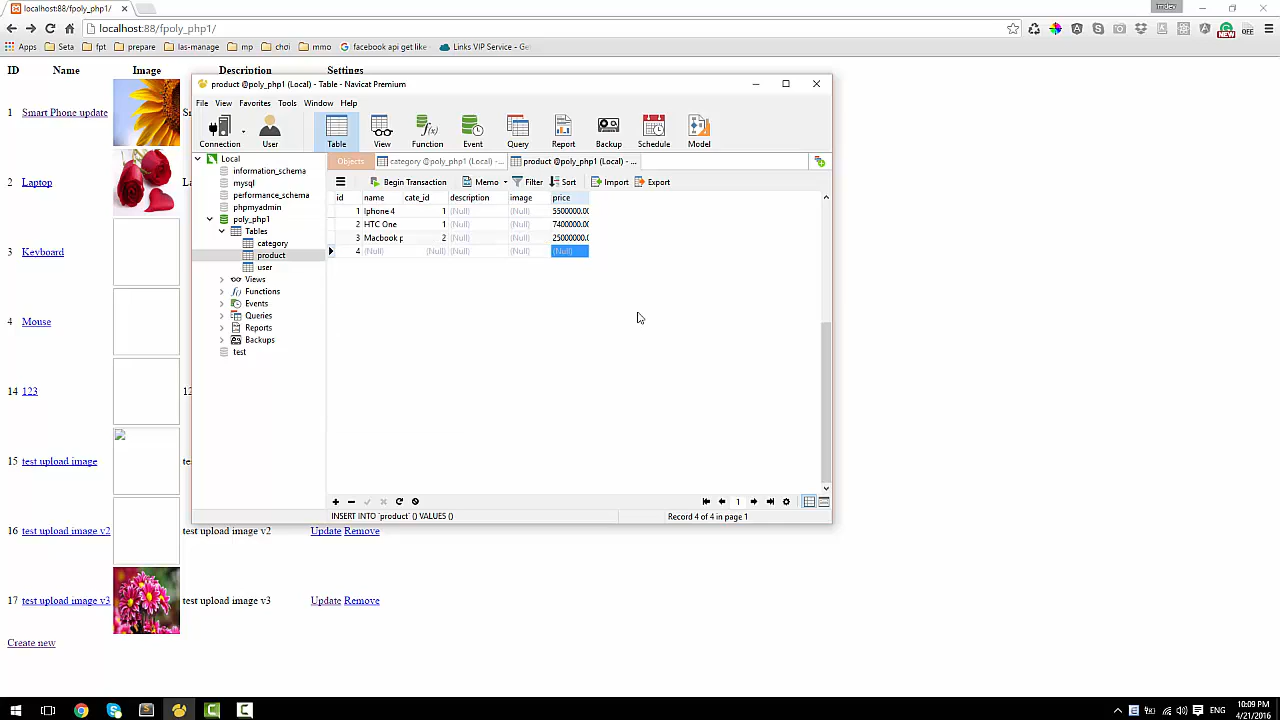 localhost:88/fpoly_php1/
mdev
localhost:88/fpoly_php1/
Apps Seta fpt prepare las-manage mp choi mmo facebook api get like Links VIP Service - Ge
ID Name Image Description Settings
1 Smart Phone update
2 Laptop
3 Keyboard
4 Mouse
14 123
15 test upload image
16 test upload image v2 test upload image v2 Update Remove
17 test upload image v3 test upload image v3 Update Remove
Create new
product @poly_php1 (Local) - Table - Navicat Premium
File View Favorites Tools Window Help
Connection User Table View Function Event Query Report Backup Schedule Model
Objects category @poly_php1 (Local) -... product @poly_php1 (Local) - ...
Begin Transaction Memo Filter Sort Import Export
Local
information_schema
mysql
performance_schema
phpmyadmin
poly_php1
Tables
category
product
user
Views
Functions
Events
Queries
Reports
Backups
test
id name cate_id description image price
1 Iphone 4 1 (Null) (Null) 5500000.00
2 HTC One 1 (Null) (Null) 7400000.00
3 Macbook p 2 (Null) (Null) 25000000.0
4 (Null) (Null) (Null) (Null) (Null)
1
INSERT INTO `product` () VALUES () Record 4 of 4 in page 1
ENG
10:09 PM
4/21/2016